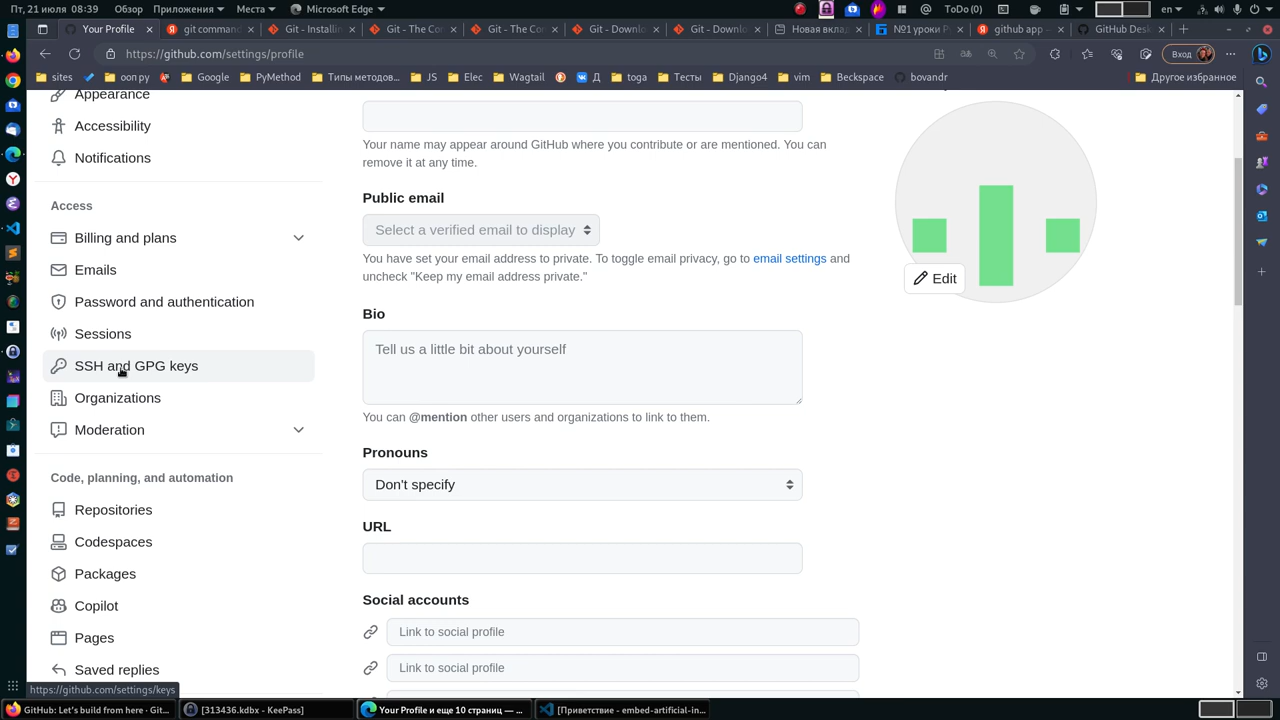 Пт, 21 июля 08:39
Обзор
Приложения
Места
Microsoft Edge
ToDo(0)
en
Your Profile
git command
Git - Installin
Git - The Cos
Git - The Co
Git - Downlo
Git - Downlo
Новая вклад
№1 уроки P
github app –
GitHub Desk
https://github.com/settings/profile
Вход
sites
ооп ру
Google
PyMethod
Типы методов...
JS
Elec
Wagtail
Д
toga
Тесты
Django4
vim
Beckspace
bovandr
Другое избранное
Appearance
Accessibility
Notifications
Access
Billing and plans
Emails
Password and authentication
Sessions
SSH and GPG keys
Organizations
Moderation
Code, planning, and automation
Repositories
Codespaces
Packages
Copilot
Pages
Saved replies
https://github.com/settings/keys
Your name may appear around GitHub where you contribute or are mentioned. You can
remove it at any time.
Public email
Select a verified email to display
You have set your email address to private. To toggle email privacy, go to email settings and
uncheck "Keep my email address private."
Bio
Tell us a little bit about yourself
You can @mention other users and organizations to link to them.
Pronouns
Don't specify
URL
Social accounts
Link to social profile
Link to social profile
Edit
GitHub: Let's build from here · Git...
[313436.kdbx - KeePass]
Your Profile и еще 10 страниц — ...
[Приветствие - embed-artificial-in...